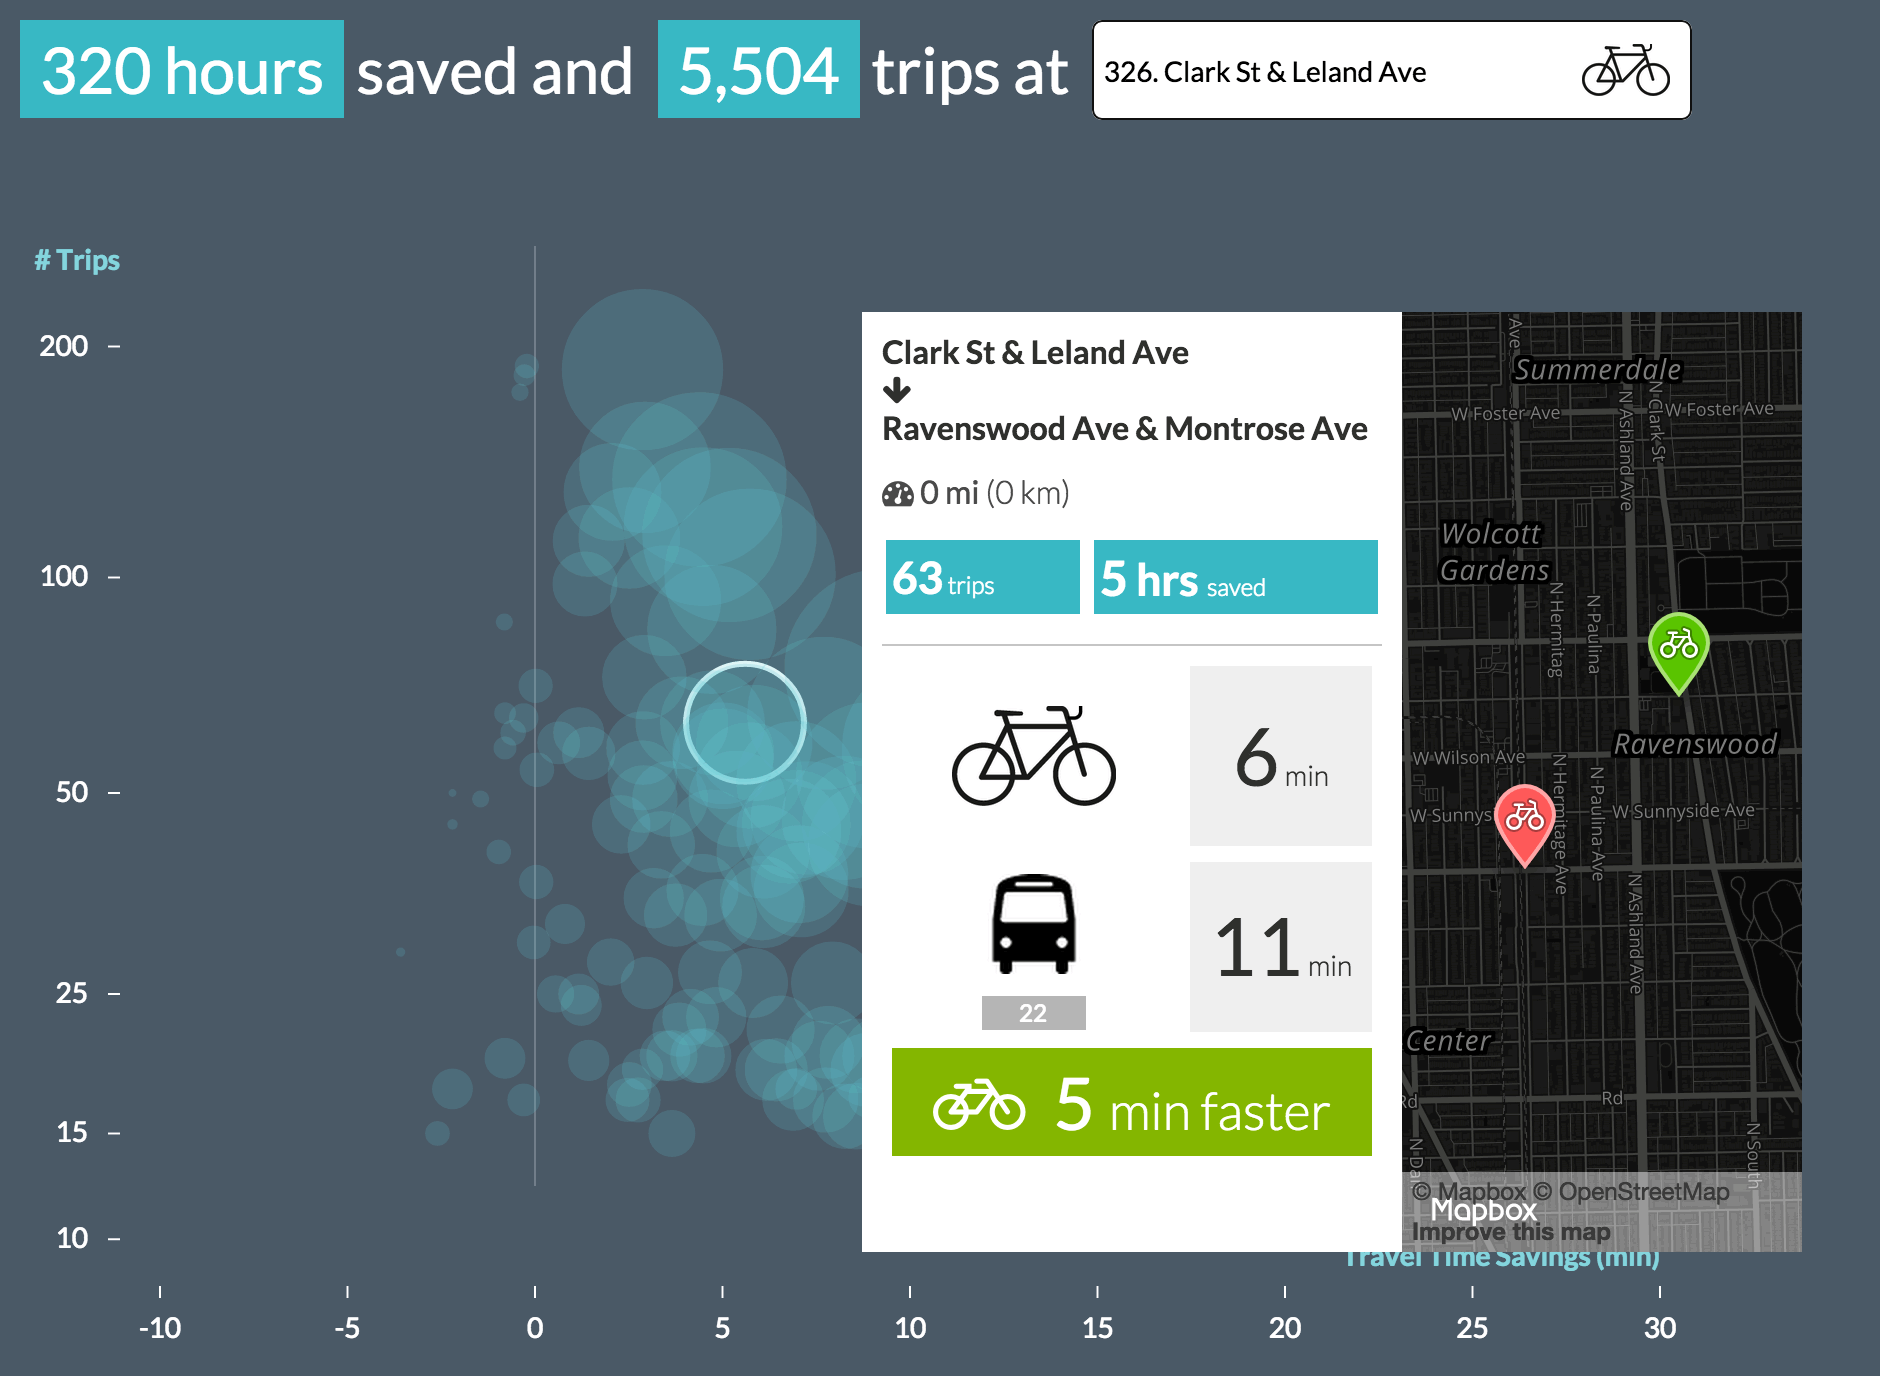 320 hours saved and 5,504 trips at 326. Clark St & Leland Ave
# Trips
200
100
50
25
15
10
-10 -5 0 5 10 15 20 25 30
Travel Time Savings (min)
Clark St & Leland Ave
Ravenswood Ave & Montrose Ave
0 mi (0 km)
63 trips 5 hrs saved
6 min
11 min
22
5 min faster
Ave
Summerdale
N Clark St
W Foster Ave
W Foster Ave
N Ashland Ave
Wolcott
Gardens
N Hermitag
N Paulina
Ravenswood
W Wilson Ave
N Hermitage Ave
N Paulina Ave
W Sunnys
W Sunnyside Ave
N Ashland Ave
Center
Rd
Rd
N Da
N South
© Mapbox © OpenStreetMap
Mapbox
Improve this map